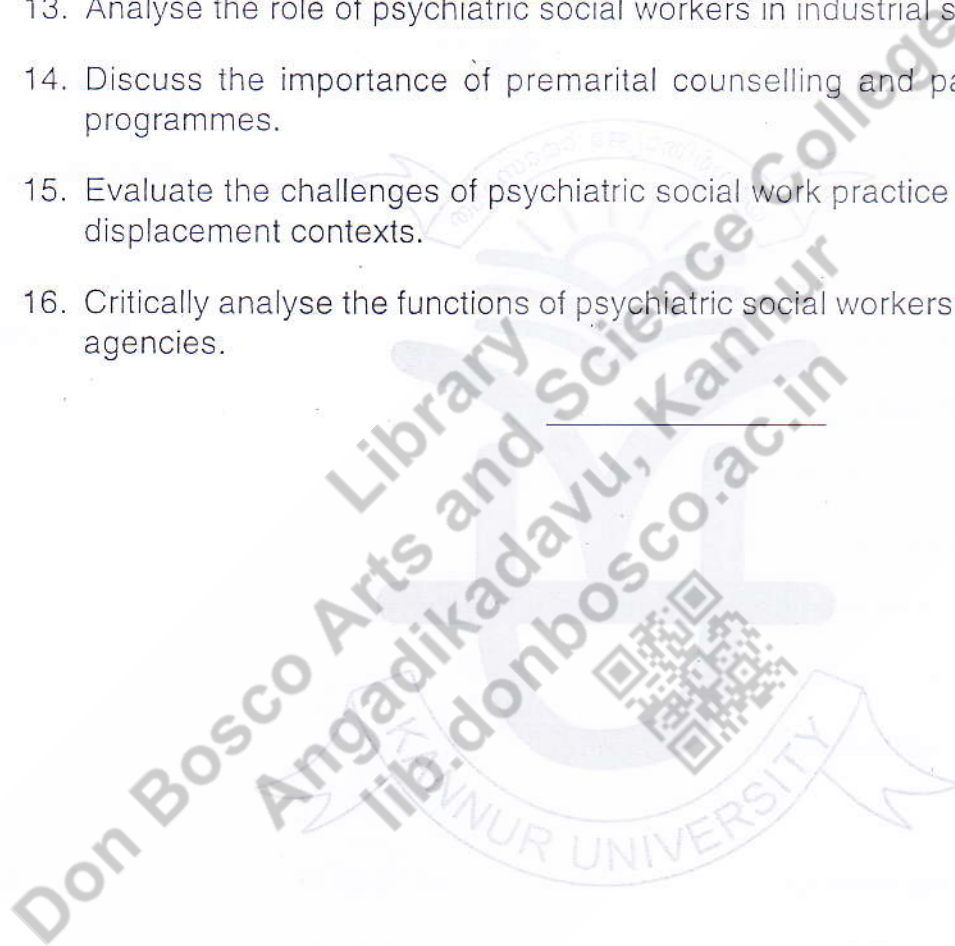 13. Analyse the role of psychiatric social workers in industrial
14. Discuss the importance of premarital counselling and
programmes.
15. Evaluate the challenges of psychiatric social work practice
displacement contexts.
16. Critically analyse the functions of psychiatric social workers
agencies.
Library
Don Bosco Arts and Science College
Angadikadavu, Kannur
lib.donbosco.ac.in
KANNUR UNIVERSITY